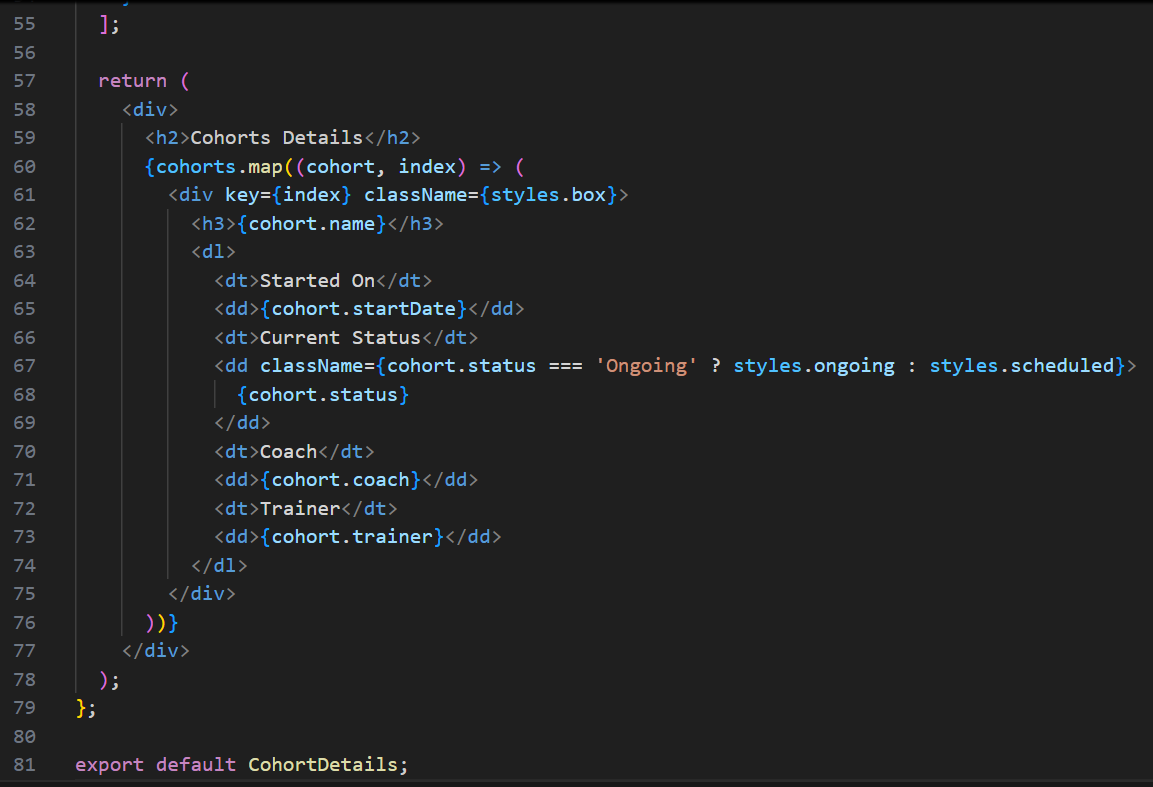 55 ];
56
57 return (
58 <div>
59 <h2>Cohorts Details</h2>
60 {cohorts.map((cohort, index) => (
61 <div key={index} className={styles.box}>
62 <h3>{cohort.name}</h3>
63 <dl>
64 <dt>Started On</dt>
65 <dd>{cohort.startDate}</dd>
66 <dt>Current Status</dt>
67 <dd className={cohort.status === 'Ongoing' ? styles.ongoing : styles.scheduled}>
68 {cohort.status}
69 </dd>
70 <dt>Coach</dt>
71 <dd>{cohort.coach}</dd>
72 <dt>Trainer</dt>
73 <dd>{cohort.trainer}</dd>
74 </dl>
75 </div>
76 ))}
77 </div>
78 );
79 };
80
81 export default CohortDetails;